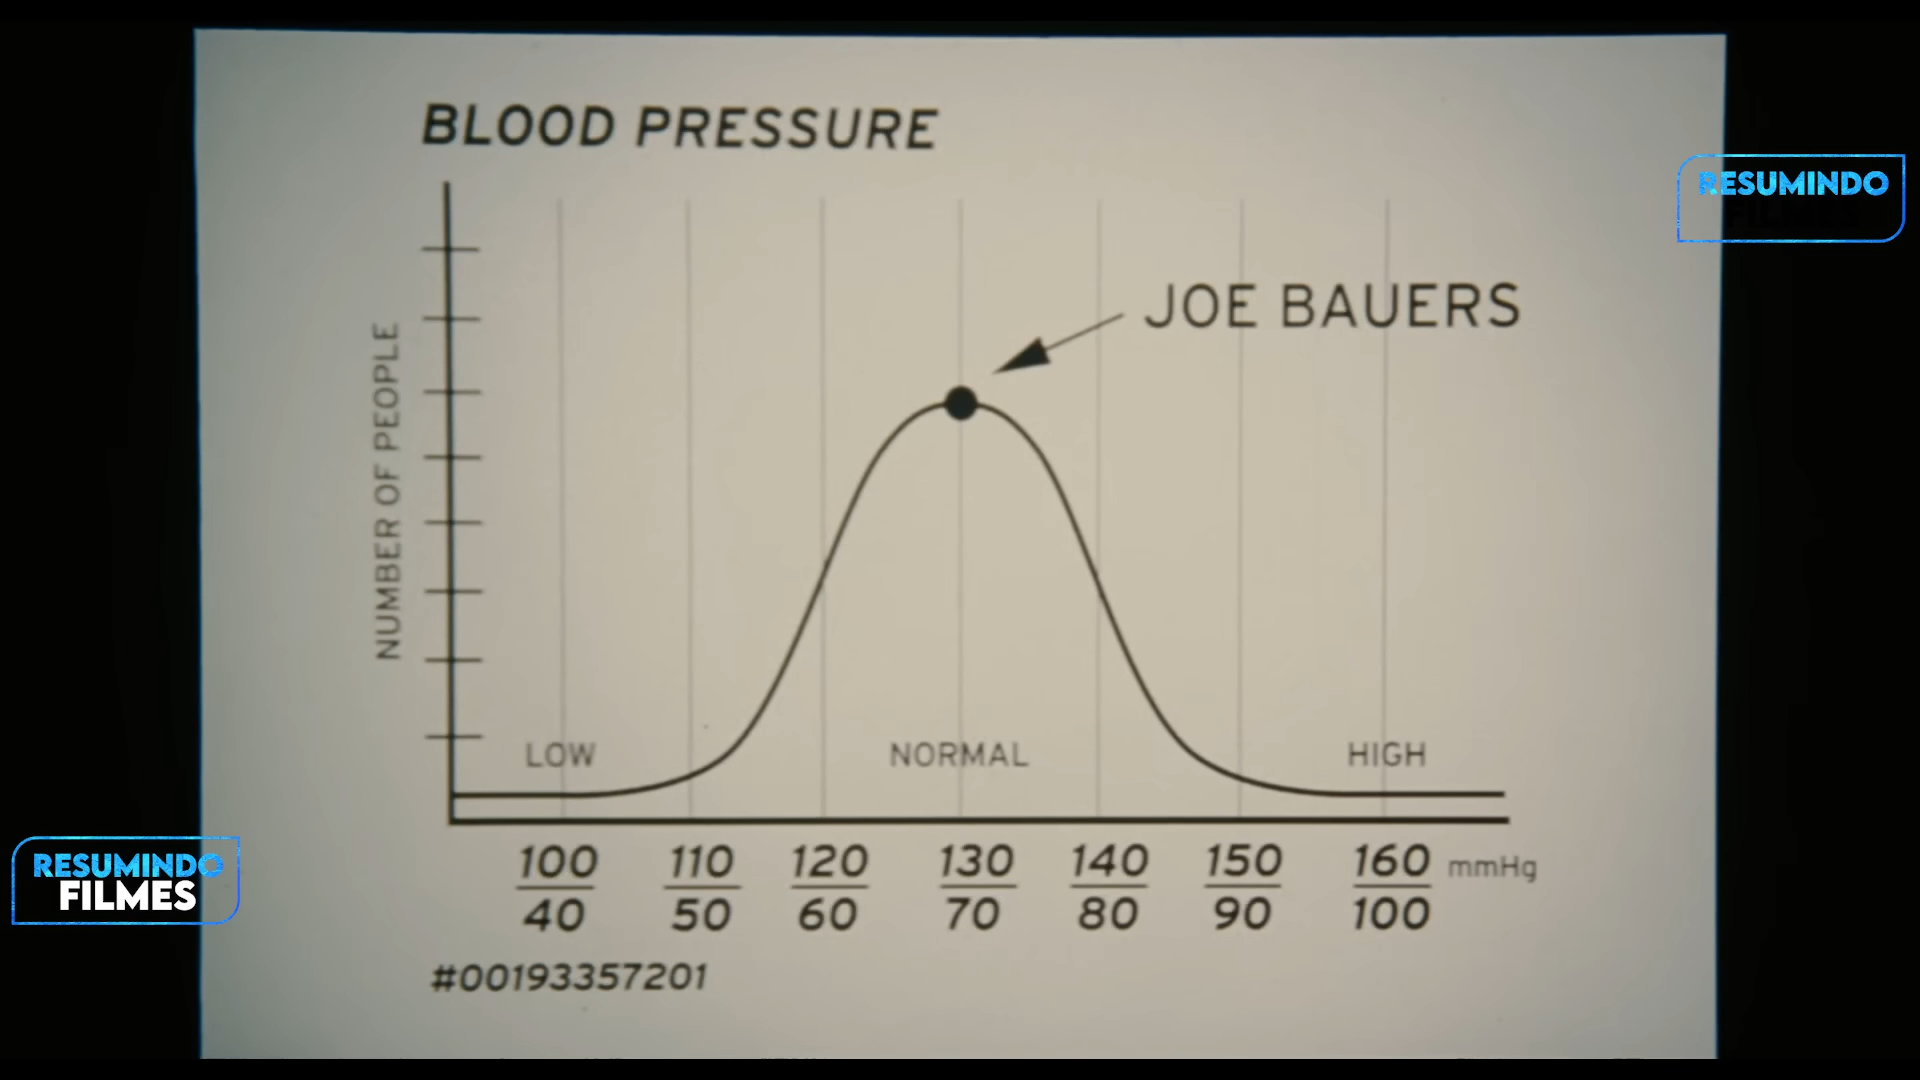 BLOOD PRESSURE
RESUMINDO
FILMES
JOE BAUERS
NUMBER OF PEOPLE
LOW
NORMAL
HIGH
100 110 120 130 140 150 160 mmHg
40 50 60 70 80 90 100
RESUMINDO
FILMES
#00193357201